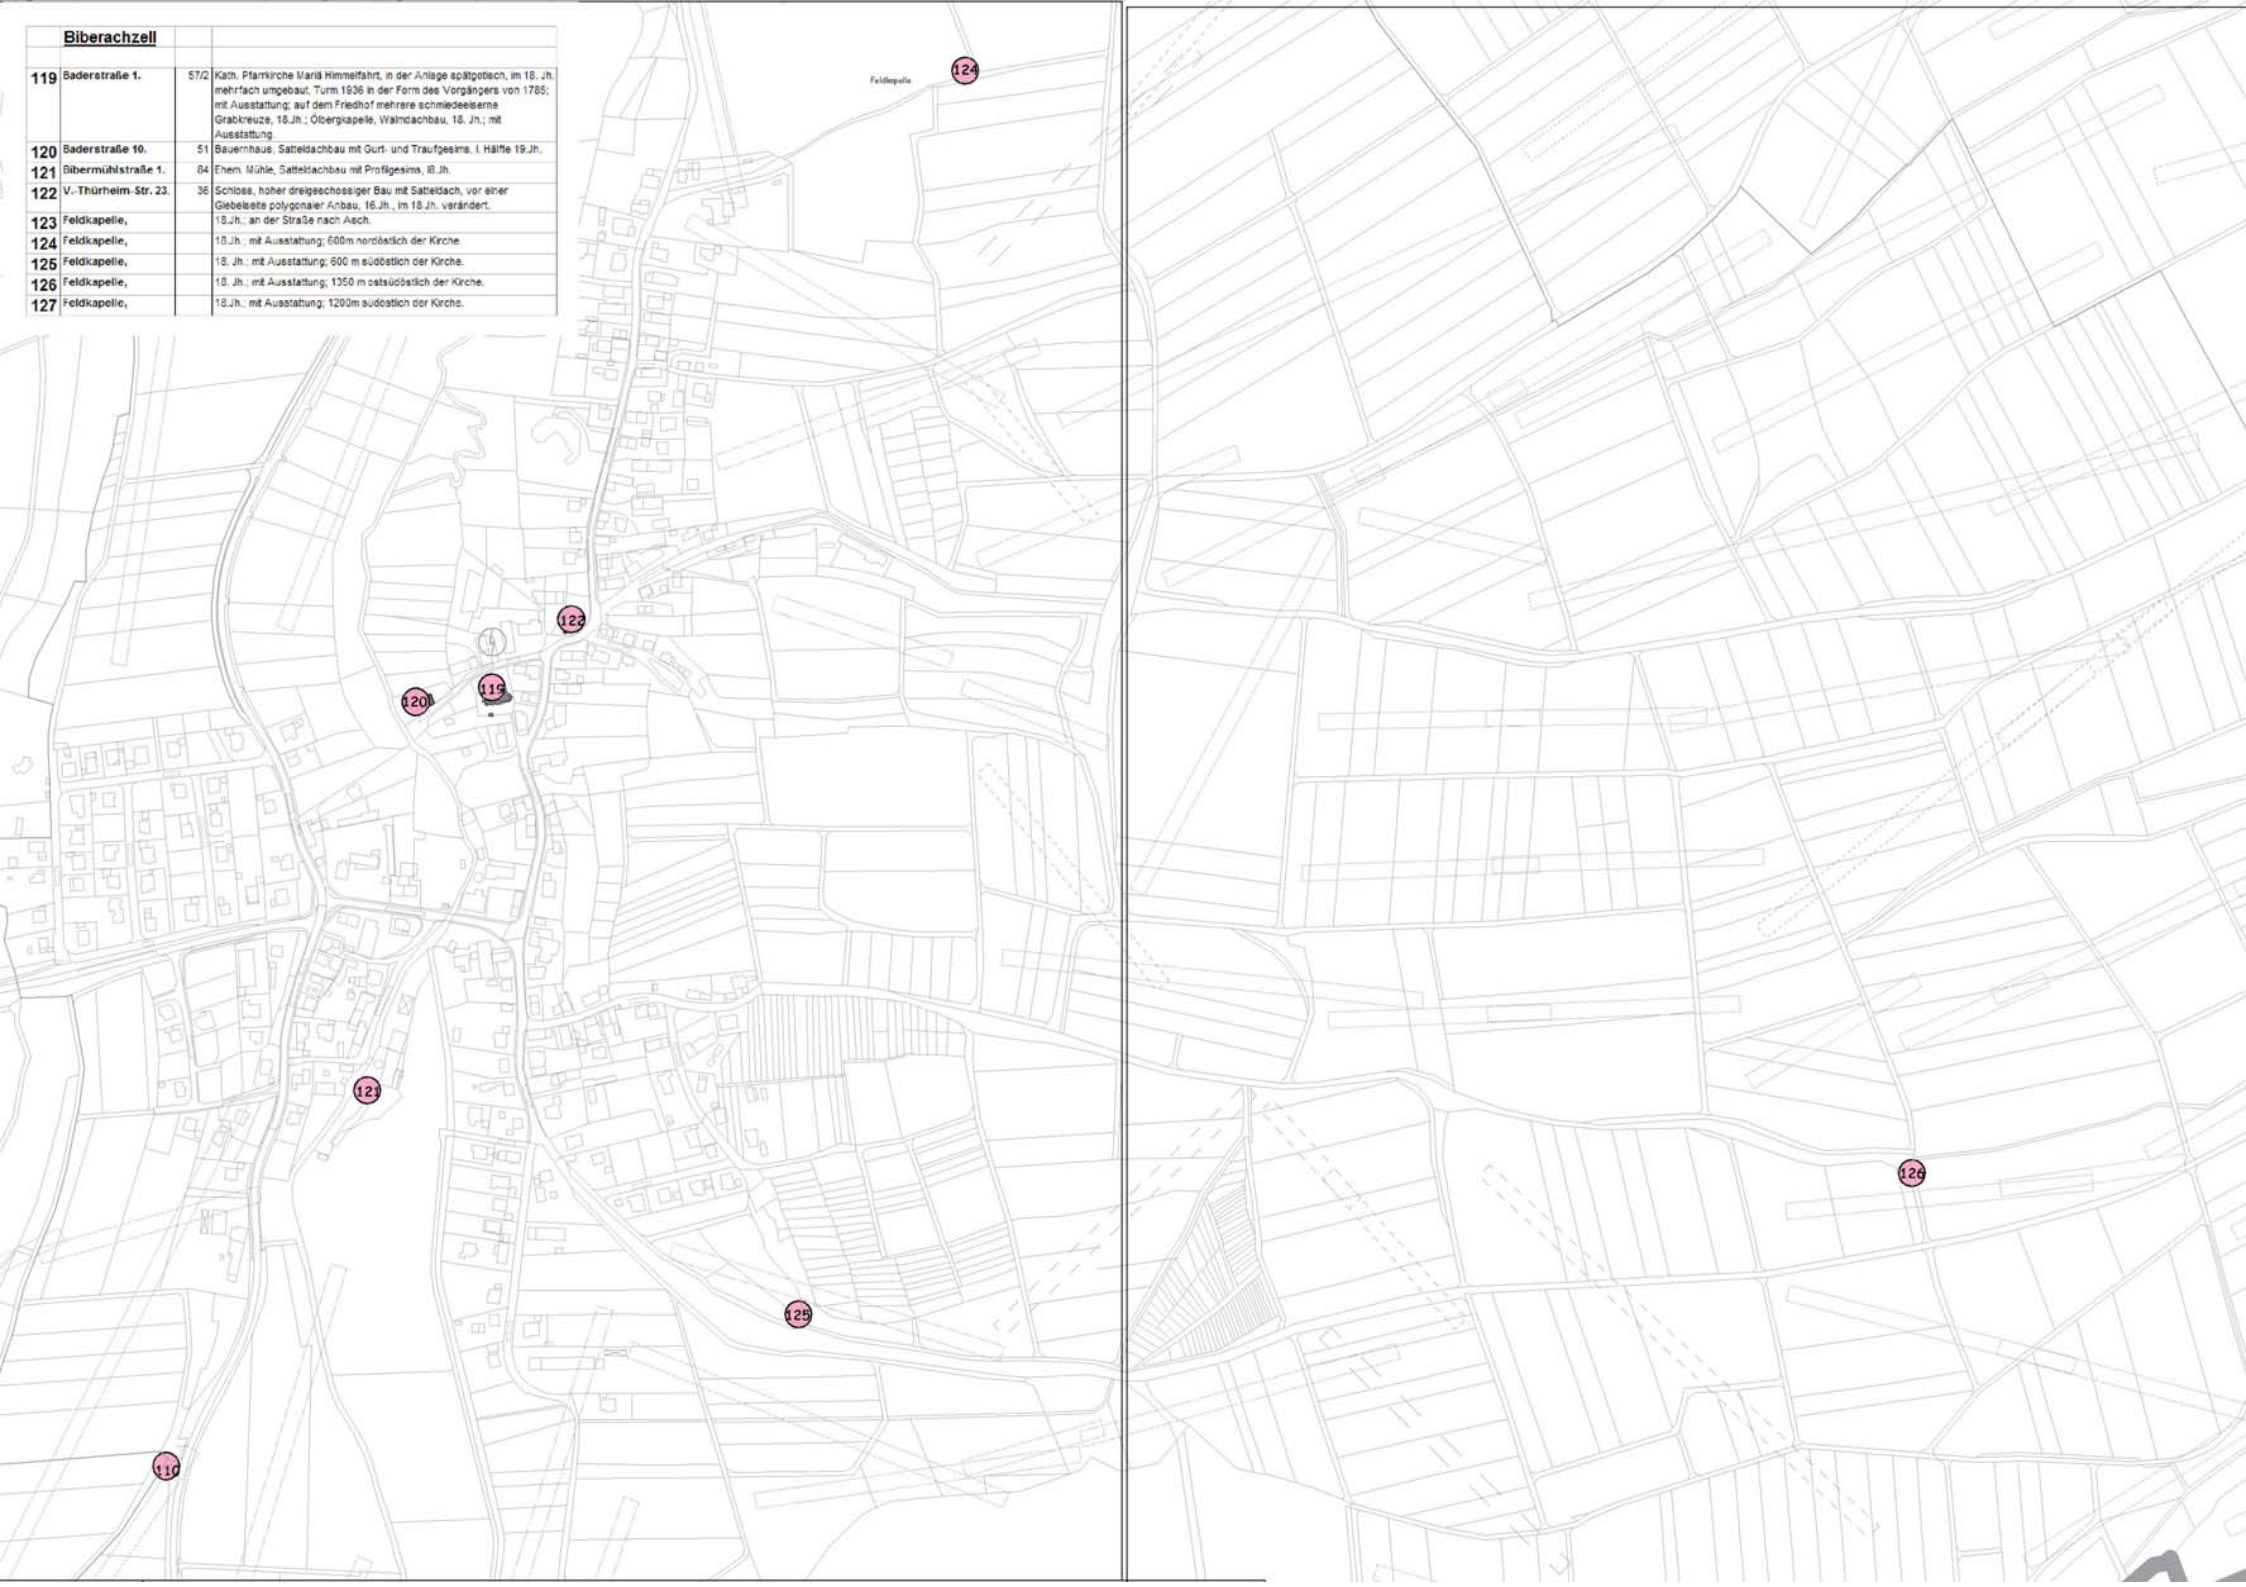 Biberachzell
119 Baderstraße 1. 57/2 Kath. Pfarrkirche Mariä Himmelfahrt, in der Anlage spätgotisch, im 18. Jh.
mehrfach umgebaut, Turm 1936 in der Form des Vorgängers von 1785;
mit Ausstattung; auf dem Friedhof mehrere schmiedeeiserne
Grabkreuze, 18.Jh.; Ölbergkapelle, Walmdachbau, 18. Jh.; mit
Ausstattung.
120 Baderstraße 10. 51 Bauernhaus, Satteldachbau mit Gurt- und Traufgesims, I. Hälfte 19.Jh.
121 Bibermühlstraße 1. 84 Ehem. Mühle, Satteldachbau mit Profilgesims, I8.Jh.
122 V.-Thürheim-Str. 23. 36 Schloss, hoher dreigeschossiger Bau mit Satteldach, vor einer
Giebelseite polygonaler Anbau, 16.Jh., im 18.Jh. verändert.
123 Feldkapelle, 18.Jh.; an der Straße nach Asch.
124 Feldkapelle, 18.Jh.; mit Ausstattung; 600m nordöstlich der Kirche.
125 Feldkapelle, 18. Jh.; mit Ausstattung; 600 m südöstlich der Kirche.
126 Feldkapelle, 18. Jh.; mit Ausstattung; 1350 m ostsüdöstlich der Kirche.
127 Feldkapelle, 18.Jh.; mit Ausstattung; 1200m südöstlich der Kirche.
Feldkapelle
124
122
119
120
121
126
125
110